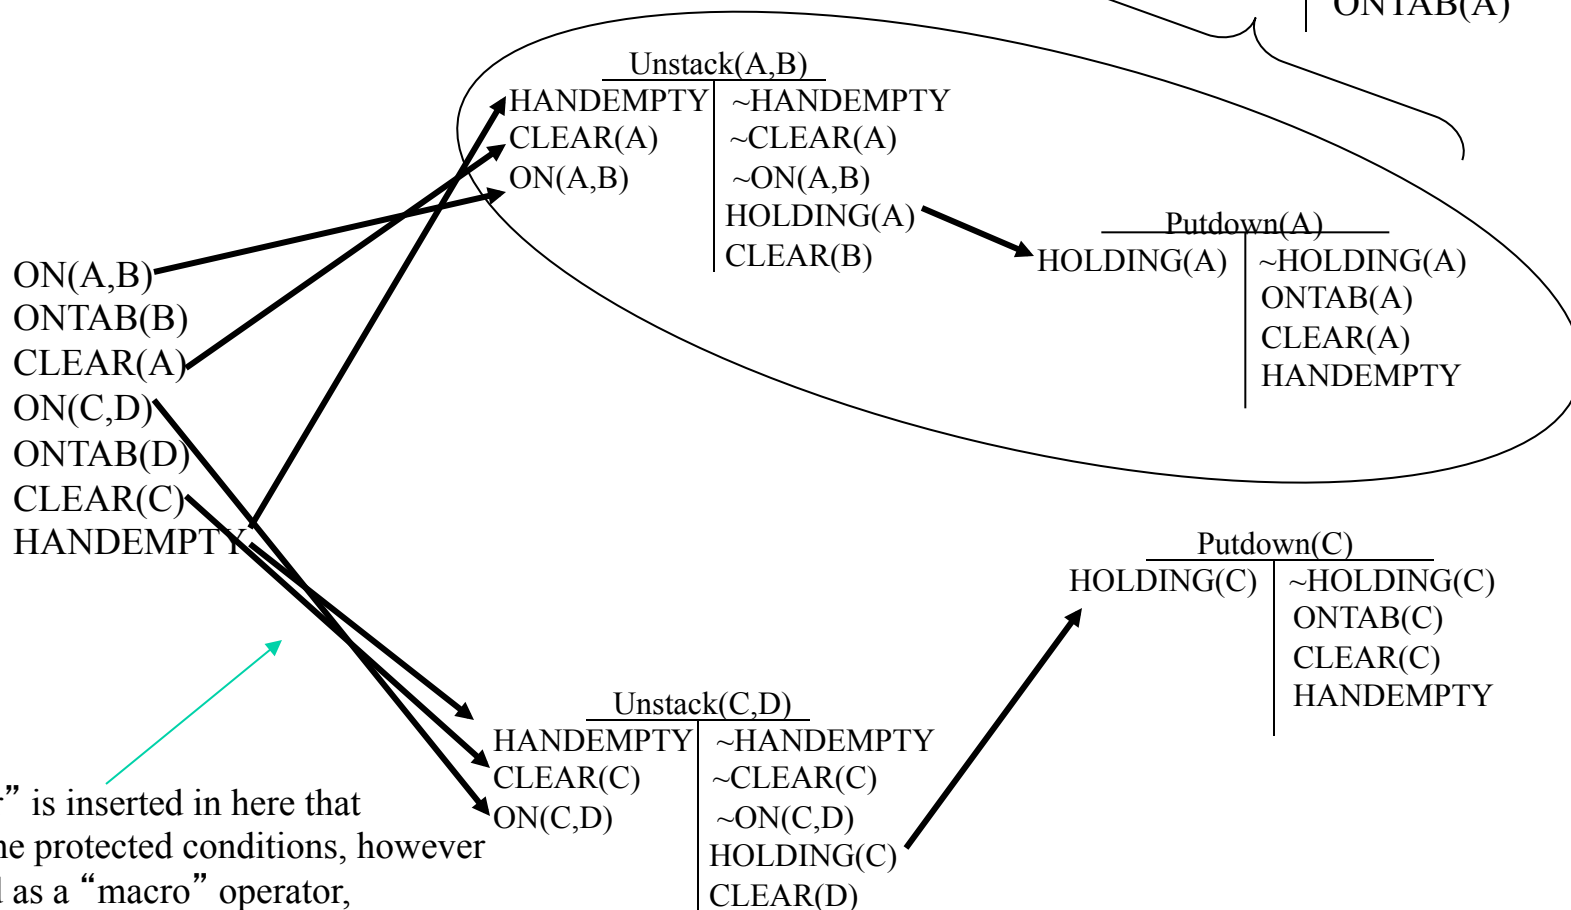 ONTAB(A)
Unstack(A,B)
HANDEMPTY ~HANDEMPTY
CLEAR(A) ~CLEAR(A)
ON(A,B) ~ON(A,B)
HOLDING(A)
CLEAR(B)
Putdown(A)
HOLDING(A) ~HOLDING(A)
ONTAB(A)
CLEAR(A)
HANDEMPTY
ON(A,B)
ONTAB(B)
CLEAR(A)
ON(C,D)
ONTAB(D)
CLEAR(C)
HANDEMPTY
Putdown(C)
HOLDING(C) ~HOLDING(C)
ONTAB(C)
CLEAR(C)
HANDEMPTY
Unstack(C,D)
HANDEMPTY ~HANDEMPTY
CLEAR(C) ~CLEAR(C)
ON(C,D) ~ON(C,D)
HOLDING(C)
CLEAR(D)
” is inserted in here that
protected conditions, however
as a “macro” operator,